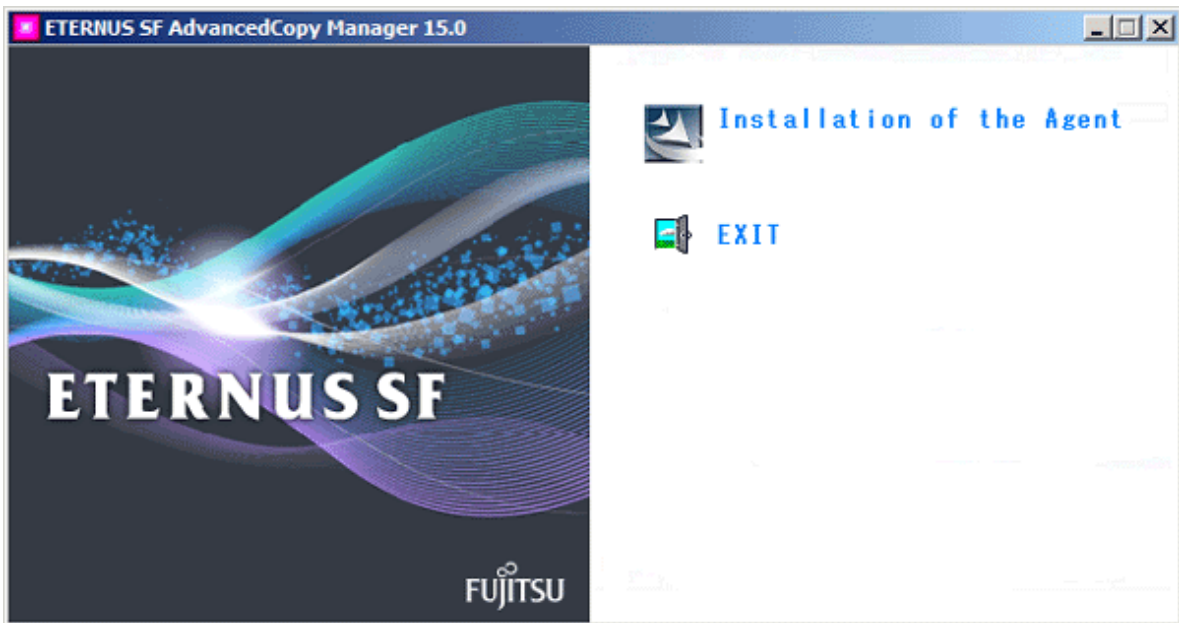 ETERNUS SF AdvancedCopy Manager 15.0
Installation of the Agent
EXIT
ETERNUS SF
FUJITSU